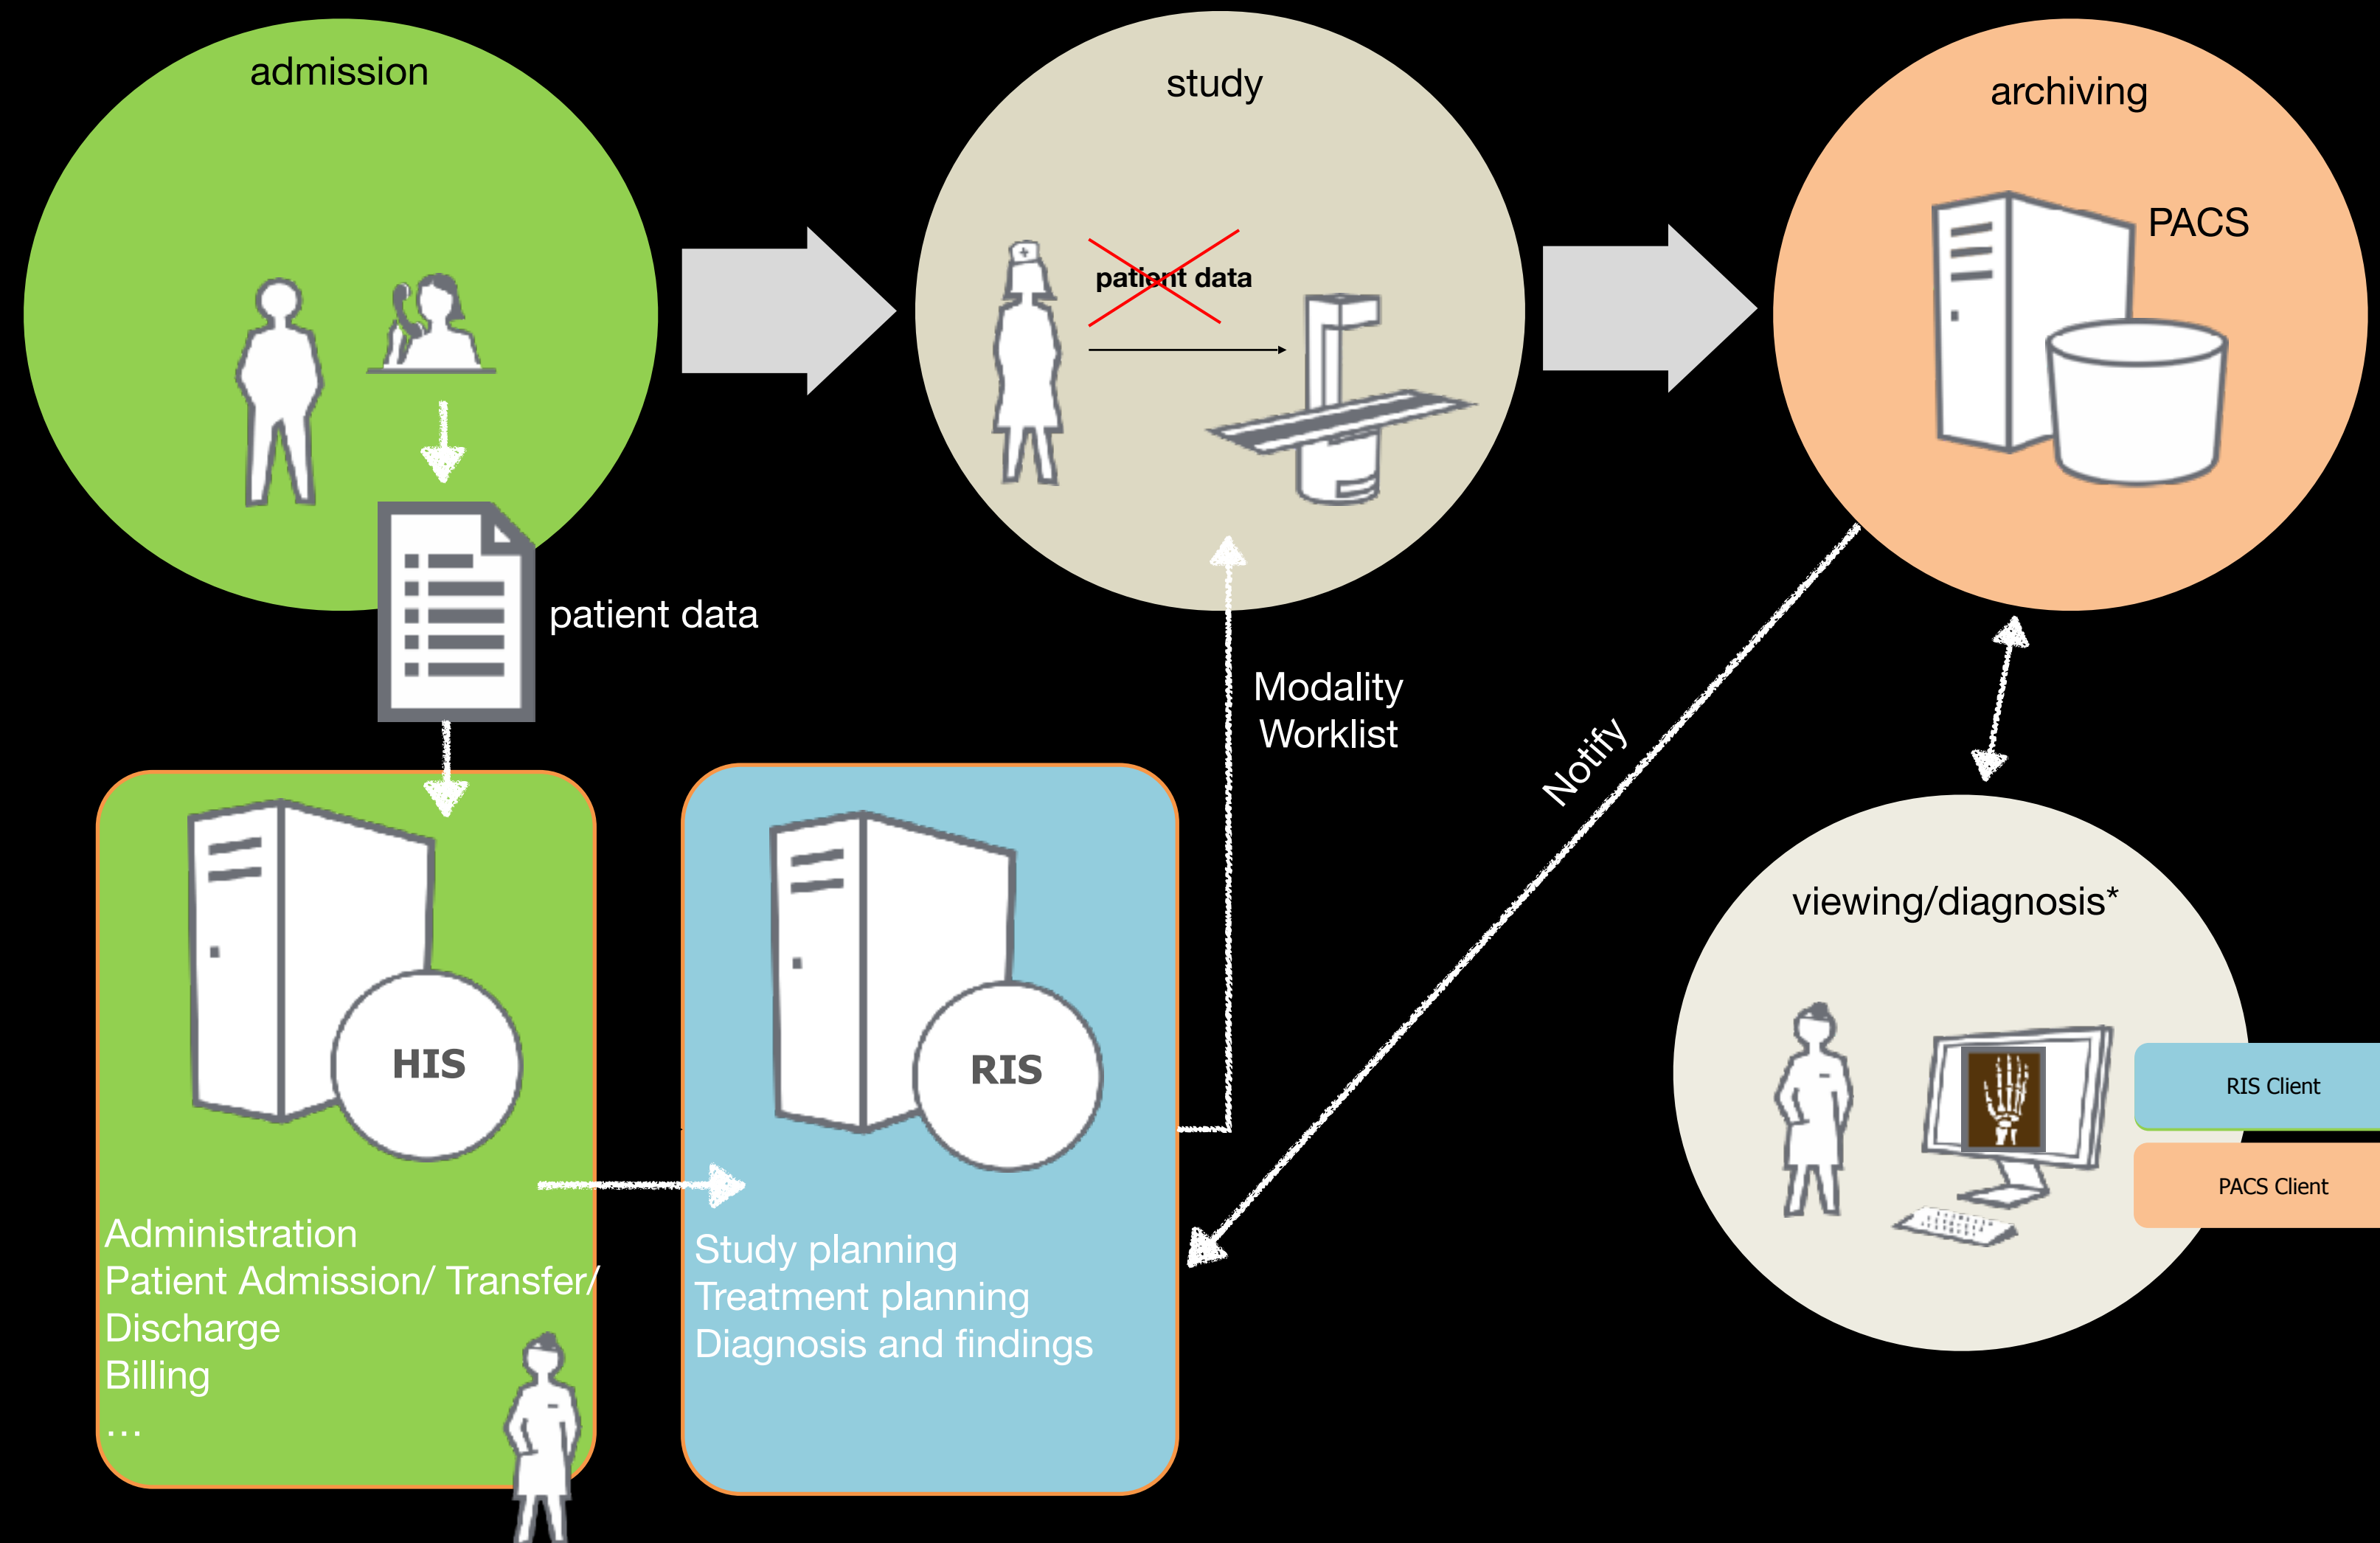 admission
study
archiving
PACS
patient data
patient data
Modality
Worklist
Notify
viewing/diagnosis*
HIS
RIS
RIS Client
PACS Client
Administration
Patient Admission/ Transfer/
Discharge
Billing
...
Study planning
Treatment planning
Diagnosis and findings